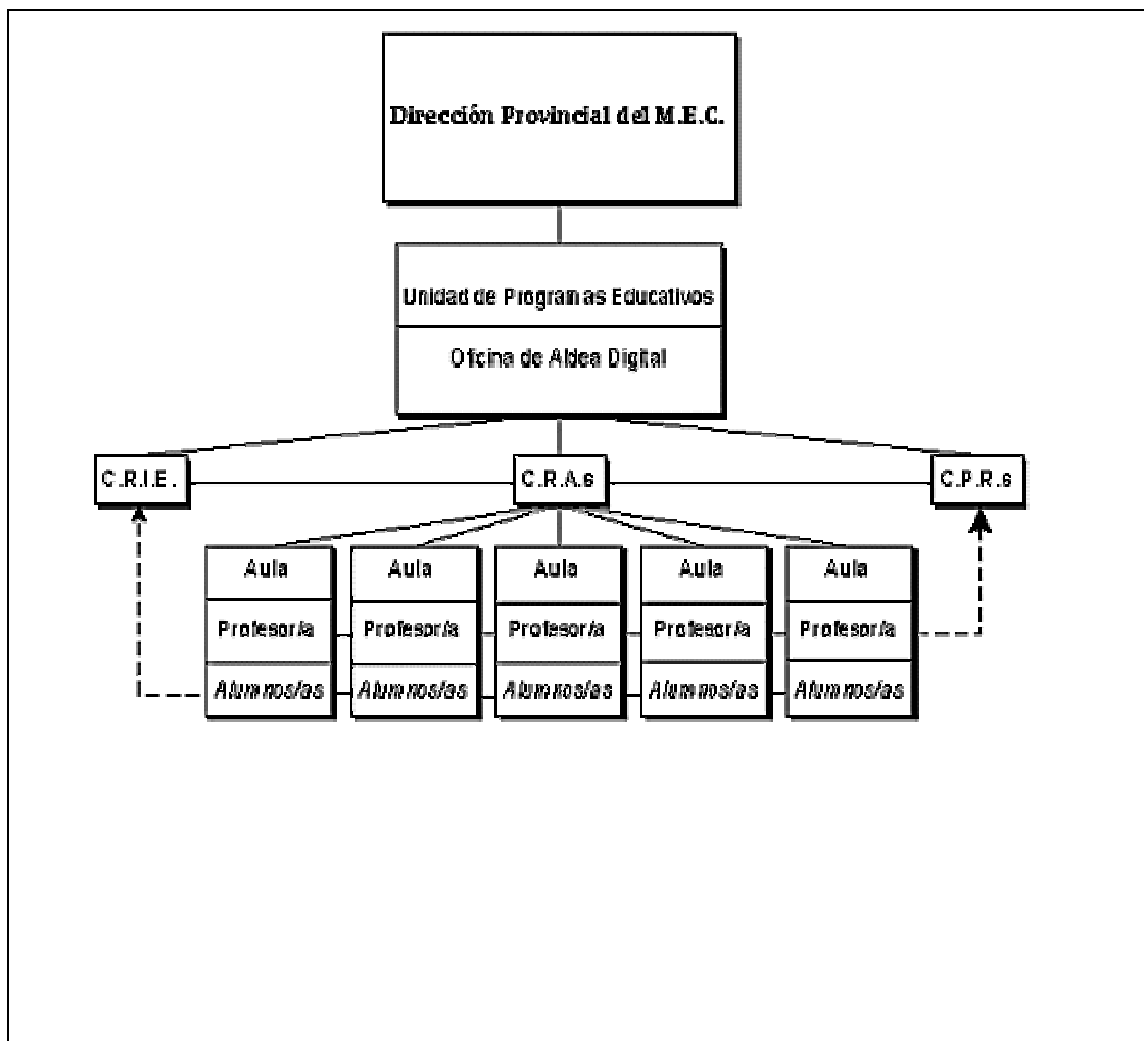 Dirección Provincial del M.E.C.
Unidad de Programas Educativos
Oficina de Aldea Digital
C.R.I.E.
C.R.A.s
C.P.R.s
Aula
Aula
Aula
Aula
Aula
Profesor/a
Profesor/a
Profesor/a
Profesor/a
Profesor/a
Alumnos/as
Alumnos/as
Alumnos/as
Alumnos/as
Alumnos/as